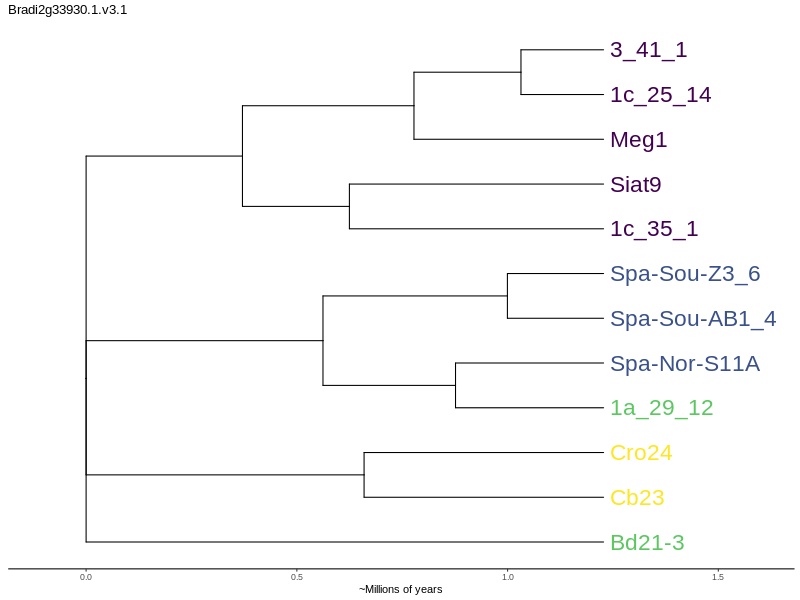 Bradi2g33930.1.v3.1
3_41_1
1c_25_14
Meg1
Siat9
1c_35_1
Spa-Sou-Z3_6
Spa-Sou-AB1_4
Spa-Nor-S11A
1a_29_12
Cro24
Cb23
Bd21-3
0.0 0.5 1.0 1.5
~Millions of years